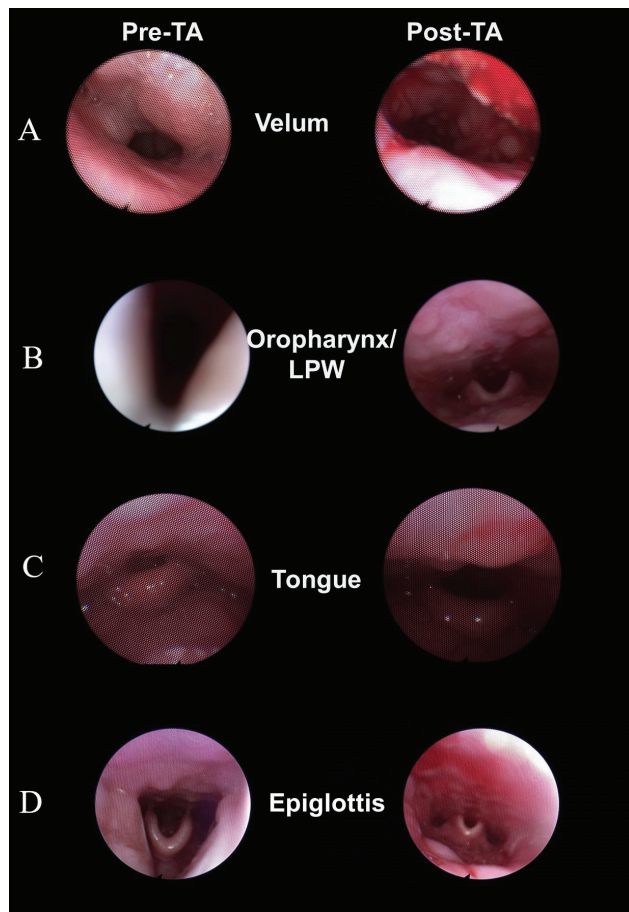 Pre-TA
Post-TA
A
Velum
B
Oropharynx/
LPW
C
Tongue
D
Epiglottis